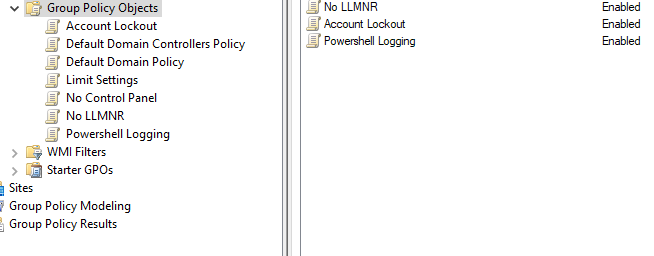 Group Policy Objects
Account Lockout
Default Domain Controllers Policy
Default Domain Policy
Limit Settings
No Control Panel
No LLMNR
Powershell Logging
WMI Filters
Starter GPOs
Sites
Group Policy Modeling
Group Policy Results
No LLMNR Enabled
Account Lockout Enabled
Powershell Logging Enabled